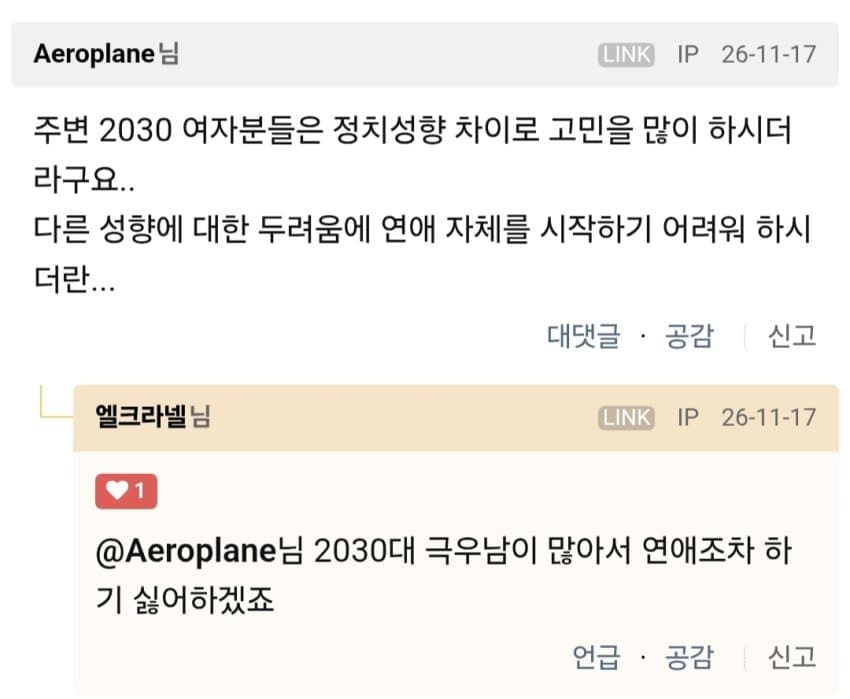 Aeroplane님 LINK IP 26-11-17
주변 2030 여자분들은 정치성향 차이로 고민을 많이 하시더
라구요..
다른 성향에 대한 두려움에 연애 자체를 시작하기 어려워 하시
더란...
대댓글 · 공감 신고
엘크라넬님 LINK IP 26-11-17
1
@Aeroplane님 2030대 극우남이 많아서 연애조차 하
기 싫어하겠죠
언급 · 공감 신고